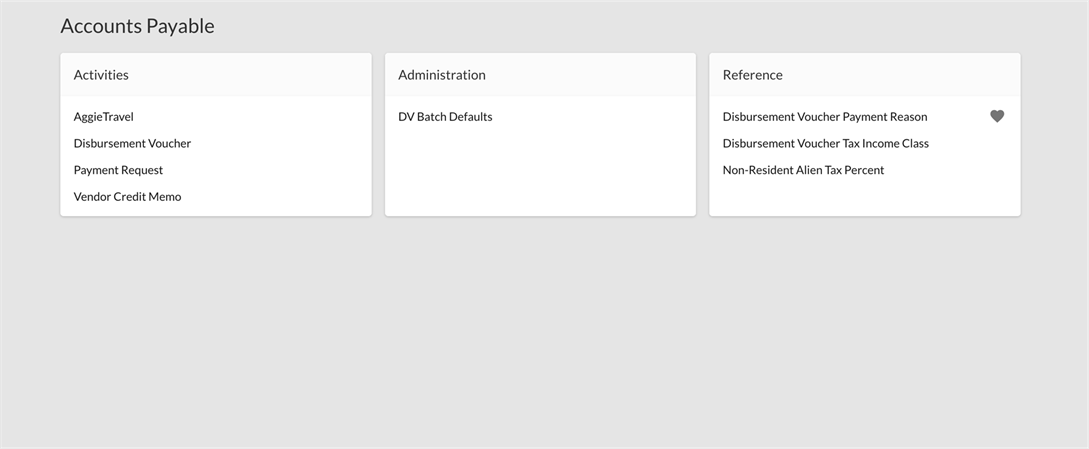 Accounts Payable
Activities
AggieTravel
Disbursement Voucher
Payment Request
Vendor Credit Memo
Administration
DV Batch Defaults
Reference
Disbursement Voucher Payment Reason
Disbursement Voucher Tax Income Class
Non-Resident Alien Tax Percent